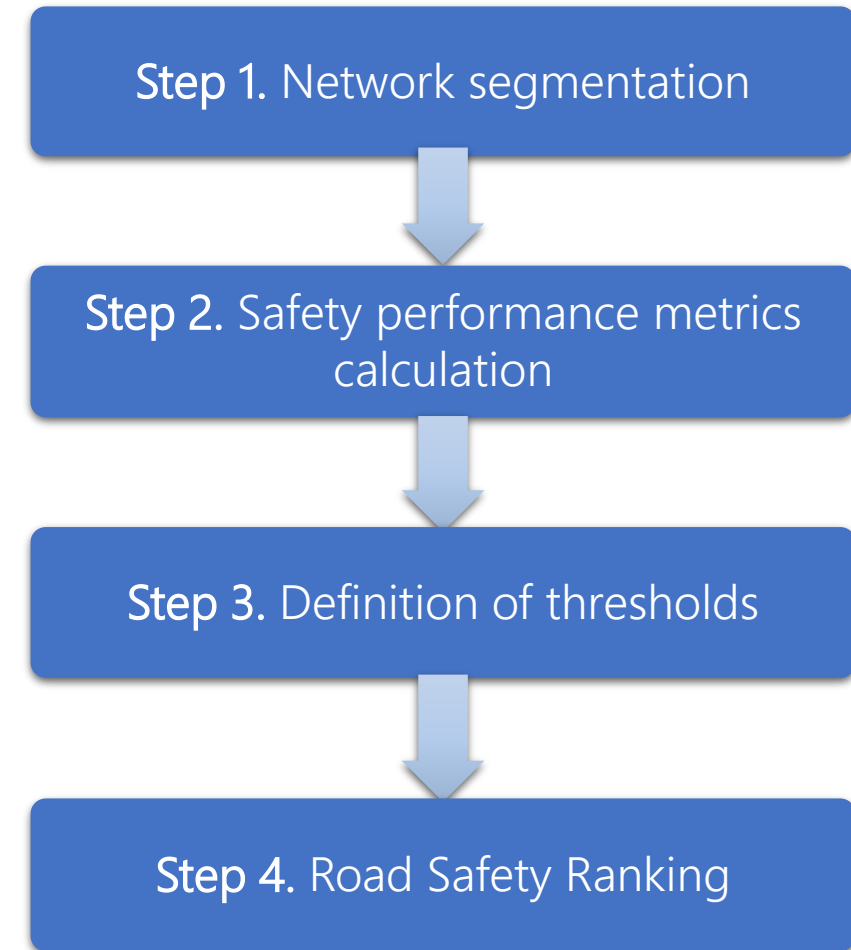 Step 1. Network segmentation
Step 2. Safety performance metrics
calculation
Step 3. Definition of thresholds
Step 4. Road Safety Ranking